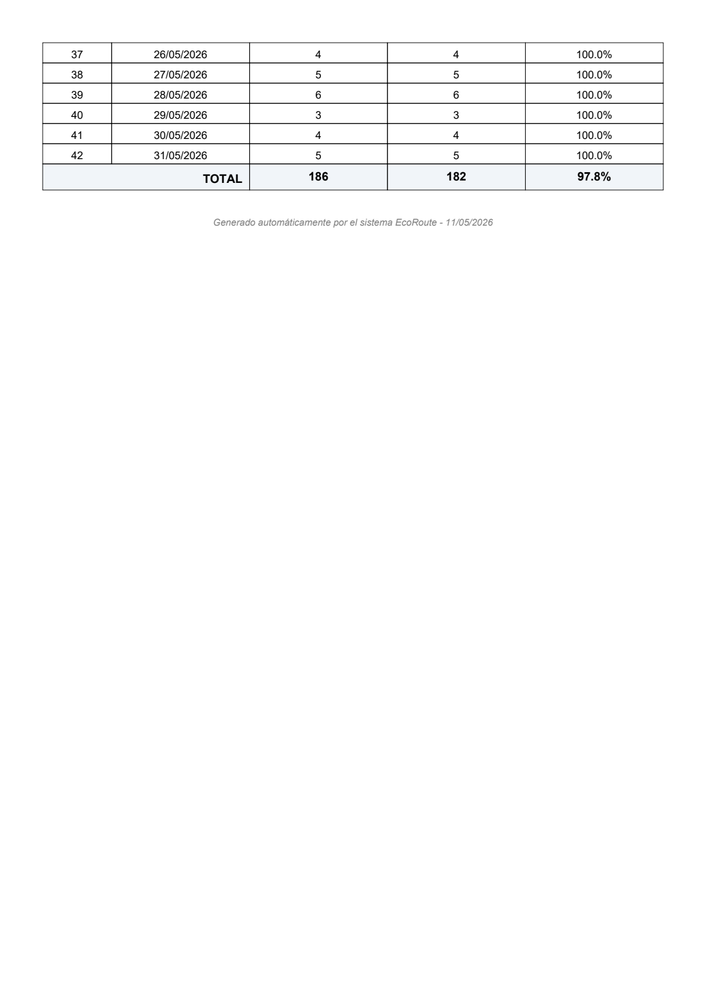 37 26/05/2026 4 4 100.0%
38 27/05/2026 5 5 100.0%
39 28/05/2026 6 6 100.0%
40 29/05/2026 3 3 100.0%
41 30/05/2026 4 4 100.0%
42 31/05/2026 5 5 100.0%
TOTAL 186 182 97.8%
Generado automáticamente por el sistema EcoRoute - 11/05/2026